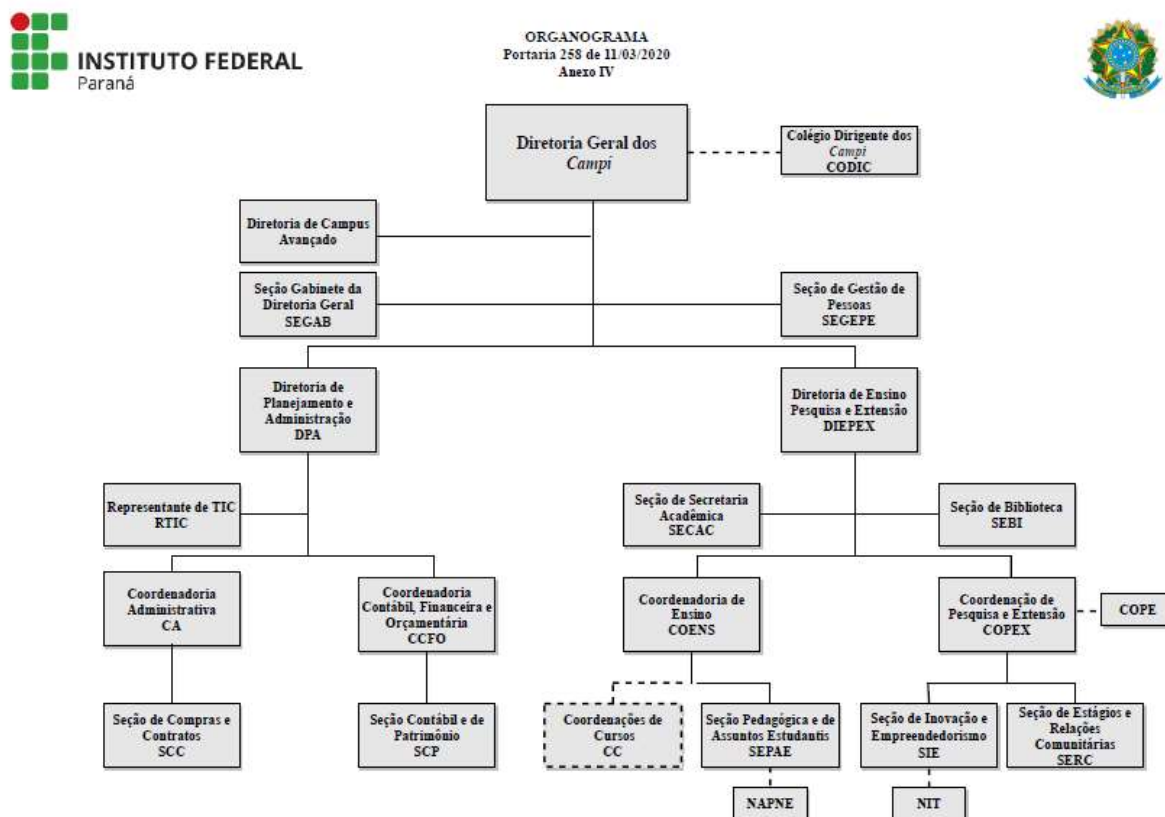 INSTITUTO FEDERAL
Paraná
ORGANOGRAMA
Portaria 258 de 11/03/2020
Anexo IV
Diretoria Geral dos
Campi
Colégio Dirigente dos
Campi
CODIC
Diretoria de Campus
Avançado
Seção Gabinete da
Diretoria Geral
SEGAB
Seção de Gestão de
Pessoas
SEGEPE
Diretoria de
Planejamento e
Administração
DPA
Diretoria de Ensino
Pesquisa e Extensão
DIEPEX
Representante de TIC
RTIC
Seção de Secretaria
Acadêmica
SECAC
Seção de Biblioteca
SEBI
Coordenadoria
Administrativa
CA
Coordenadoria
Contábil, Financeira e
Orçamentária
CCFO
Coordenadoria de
Ensino
COENS
Coordenação de
Pesquisa e Extensão
COPEX
COPE
Seção de Compras e
Contratos
SCC
Seção Contábil e de
Patrimônio
SCP
Coordenações de
Cursos
CC
Seção Pedagógica e de
Assuntos Estudantis
SEPAE
Seção de Inovação e
Empreendedorismo
SIE
Seção de Estágios e
Relações
Comunitárias
SERC
NAPNE
NIT